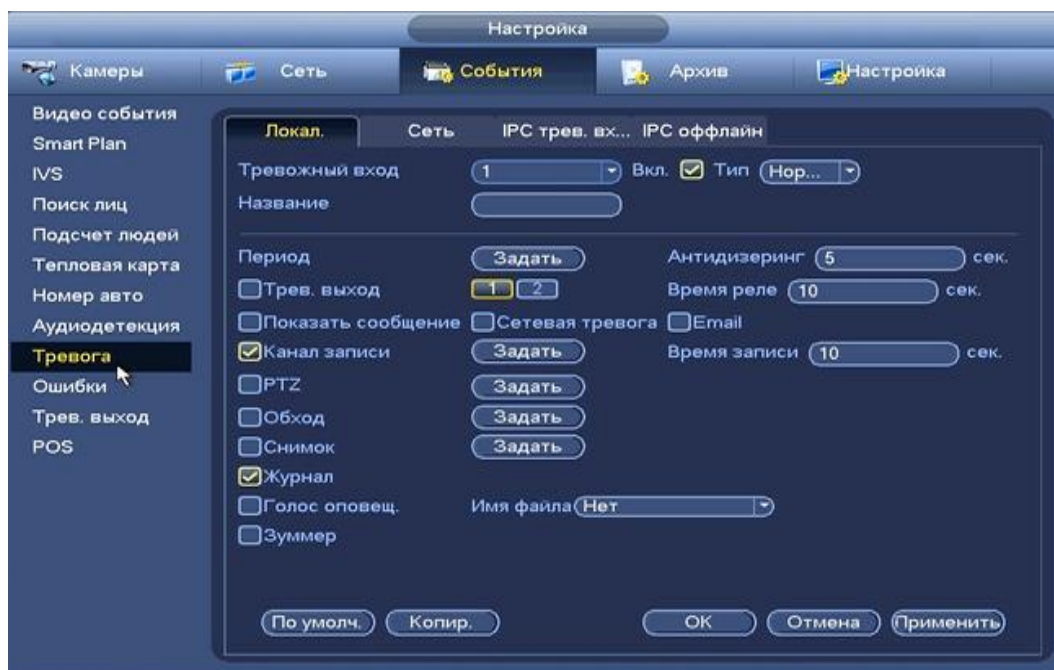 Настройка
Камеры Сеть События Архив Настройка
Видео события
Smart Plan
IVS
Поиск лиц
Подсчет людей
Тепловая карта
Номер авто
Аудиодетекция
Тревога
Ошибки
Трев. выход
POS
Локал. Сеть IPC трев. вх... IPC оффлайн
Тревожный вход 1 Вкл. Тип Нор...
Название
Период Задать Антидизеринг 5 сек.
Трев. выход 1 2 Время реле 10 сек.
Показать сообщение Сетевая тревога Email
Канал записи Задать Время записи 10 сек.
PTZ Задать
Обход Задать
Снимок Задать
Журнал
Голос оповещ. Имя файла Нет
Зуммер
По умолч. Копир. OK Отмена Применить